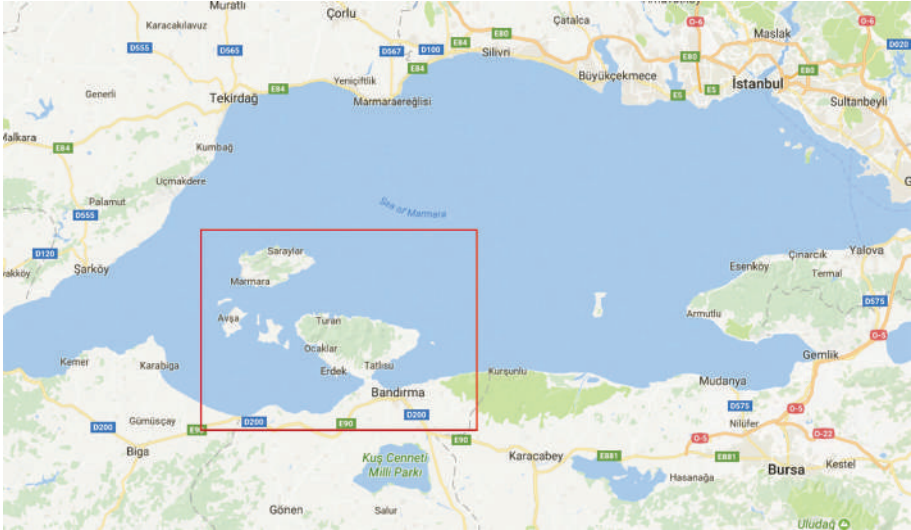 Muratlı
Çorlu
Çatalca
O-6
Maslak
O-6
Karacakılavuz
D555
D565
D567
D100
E84
E80
Silivri
E80
E80
D020
E84
Büyükçekmece
İstanbul
Yeniçiftlik
Generli
Tekirdağ
E84
Marmaraereğlisi
E5
E5
Sultanbeyli
Malkara
E84
Kumbağ
Uçmakdere
Palamut
D555
Sea of Marmara
D120
Şarköy
Saraylar
Marmara
Esenköy
Çınarcık
Yalova
Termal
D575
Avşa
Turan
Armutlu
O-5
Ocaklar
Kemer
Karabiga
Erdek
Tatlısu
Kurşunlu
Gemlik
Bandırma
Mudanya
D575
O-5
Gümüşçay
D200
D200
D200
E90
Nilüfer
O-22
O-5
E90
Biga
Kuş Cenneti
Milli Parkı
Karacabey
E881
E881
Bursa
Kestel
Hasanağa
Gönen
Salur
Uludağ